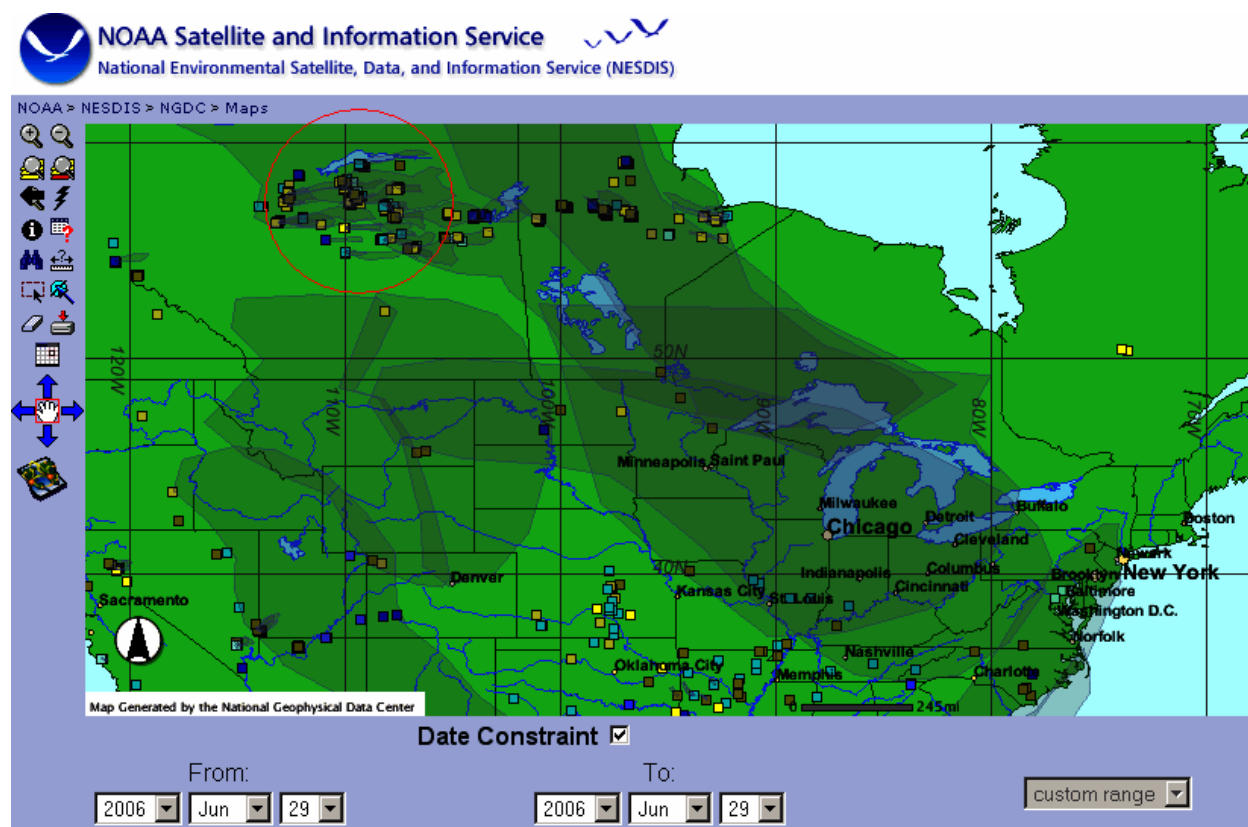 NOAA Satellite and Information Service
National Environmental Satellite, Data, and Information Service (NESDIS)
NOAA > NESDIS > NGDC > Maps
50N
120W
110W
100W
90W
80W
70W
Minneapolis
Saint Paul
Milwaukee
Buffalo
Detroit
Boston
Chicago
Cleveland
Newark
40N
Denver
Indianapolis
Columbus
Brooklyn
New York
Kansas City
St. Louis
Cincinnati
Baltimore
Sacramento
Washington D.C.
Norfolk
Nashville
Oklahoma City
Memphis
Charlotte
Map Generated by the National Geophysical Data Center
0 245 mi
Date Constraint
From: To:
2006 Jun 29 2006 Jun 29 custom range